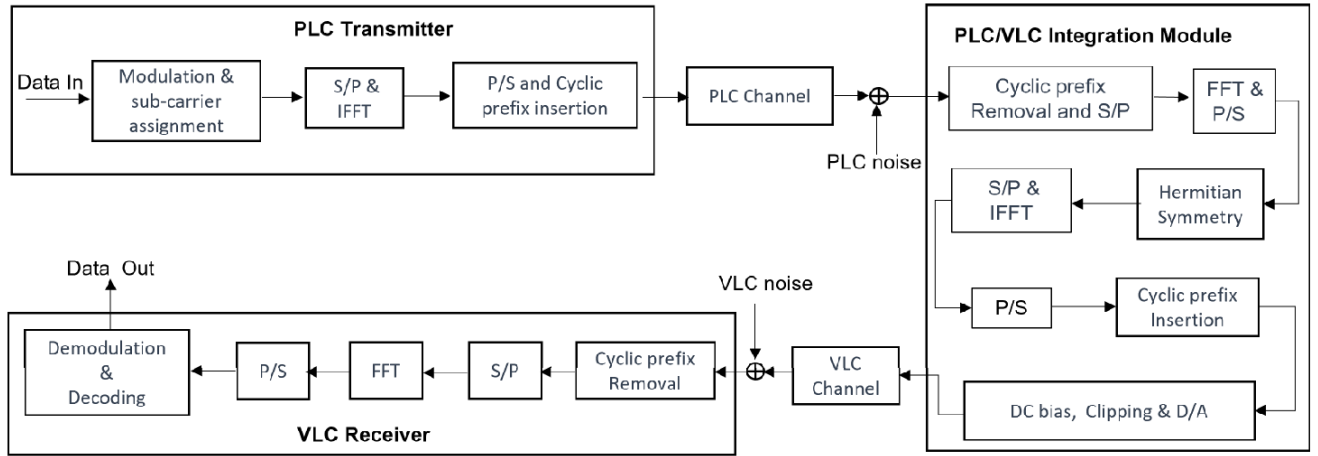 PLC Transmitter
Data In
Modulation &
sub-carrier
assignment
S/P &
IFFT
P/S and Cyclic
prefix insertion
PLC Channel
PLC noise
PLC/VLC Integration Module
Cyclic prefix
Removal and S/P
FFT &
P/S
Hermitian
Symmetry
S/P &
IFFT
P/S
Cyclic prefix
Insertion
DC bias, Clipping & D/A
VLC
Channel
VLC noise
Cyclic prefix
Removal
S/P
FFT
P/S
Demodulation
&
Decoding
Data Out
VLC Receiver